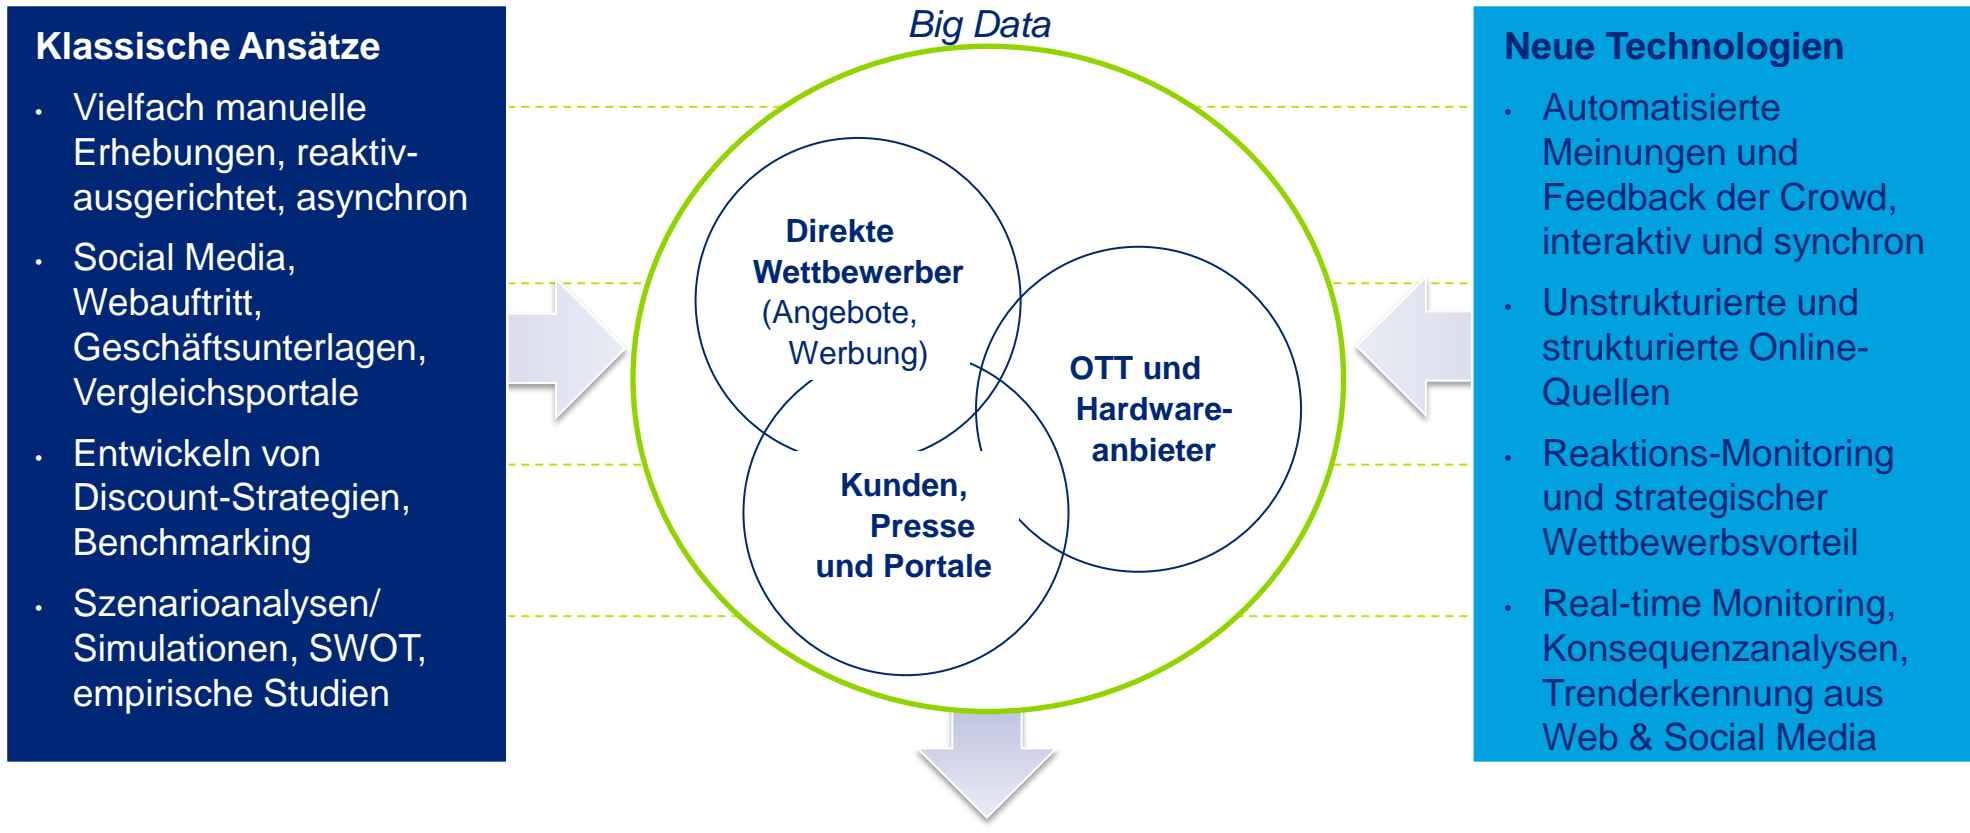 Klassische Ansätze
• Vielfach manuelle
Erhebungen, reaktiv-
ausgerichtet, asynchron
• Social Media,
Webauftritt,
Geschäftsunterlagen,
Vergleichsportale
• Entwickeln von
Discount-Strategien,
Benchmarking
• Szenarioanalysen/
Simulationen, SWOT,
empirische Studien
Big Data
Direkte
Wettbewerber
(Angebote,
Werbung)
OTT und
Hardware-
anbieter
Kunden,
Presse
und Portale
Neue Technologien
• Automatisierte
Meinungen und
Feedback der Crowd,
interaktiv und synchron
• Unstrukturierte und
strukturierte Online-
Quellen
• Reaktions-Monitoring
und strategischer
Wettbewerbsvorteil
• Real-time Monitoring,
Konsequenzanalysen,
Trenderkennung aus
Web & Social Media